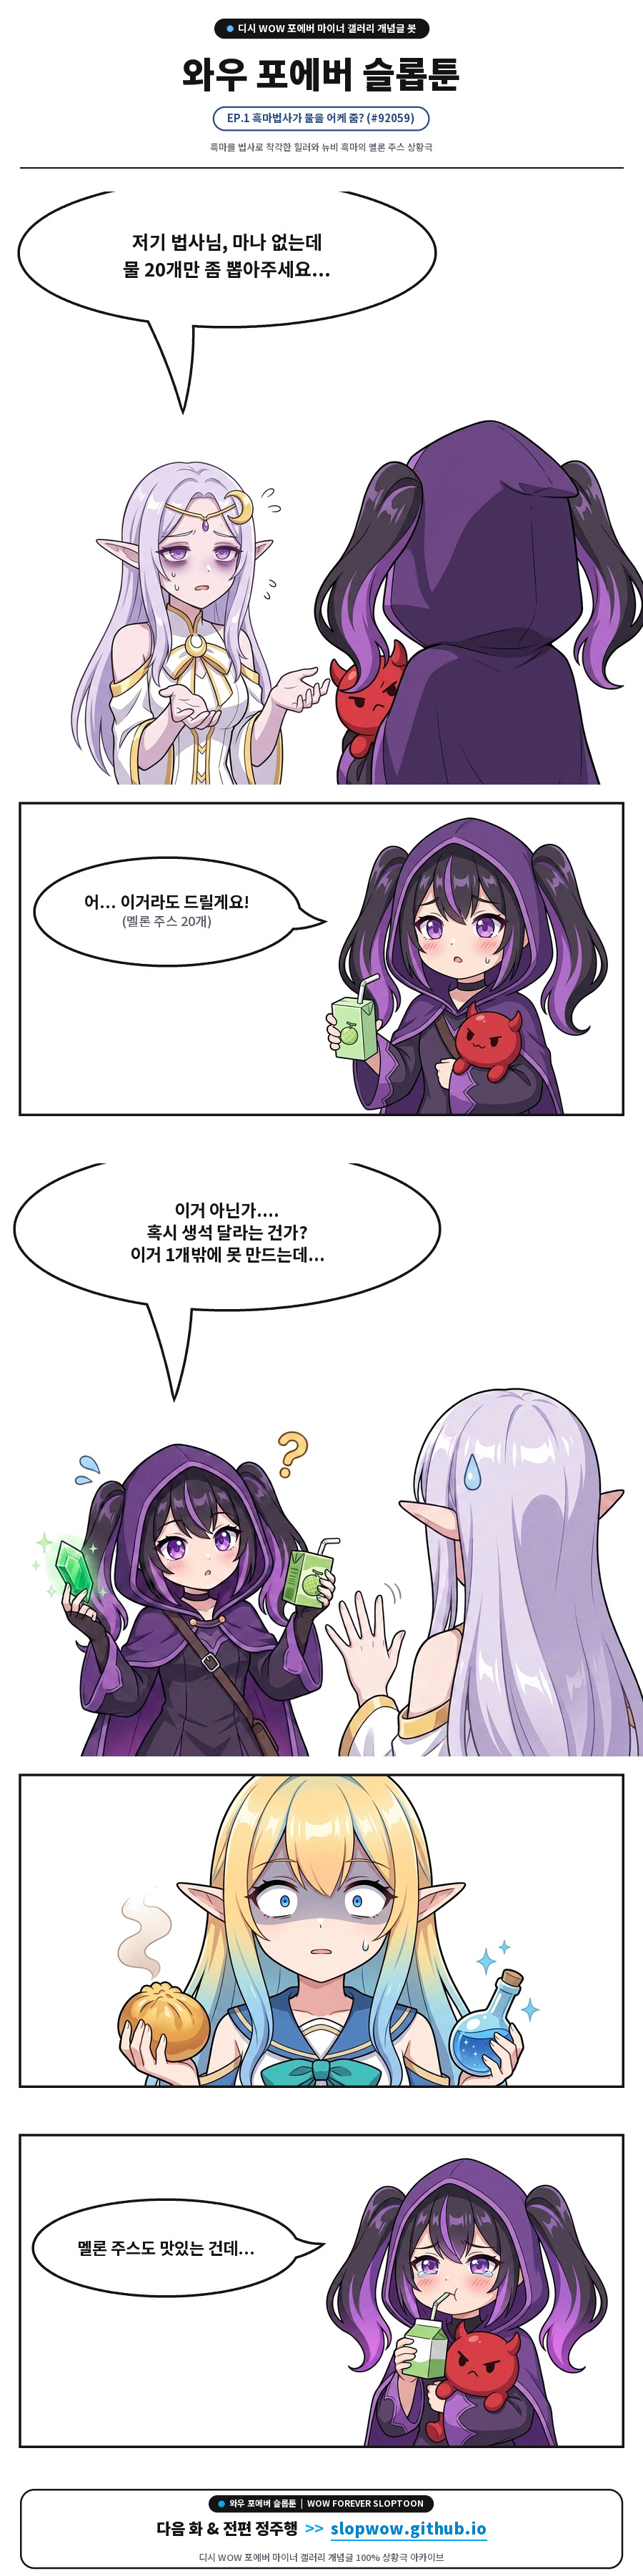 디시 WOW 포에버 마이너 갤러리 개념글 봇
와우 포에버 슬롭툰
EP.1 흑마법사가 물을 어케 줌? (#92059)
흑마를 법사로 착각한 힐러와 뉴비 흑마의 멜론 주스 상황극
저기 법사님, 마나 없는데
물 20개만 좀 뽑아주세요...
어... 이거라도 드릴게요!
(멜론 주스 20개)
이거 아닌가....
혹시 생석 달라는 건가?
이거 1개밖에 못 만드는데...
?
멜론 주스도 맛있는 건데...
와우 포에버 슬롭툰 | WOW FOREVER SLOPTOON
다음 화 & 전편 정주행 >> slopwow.github.io
디시 WOW 포에버 마이너 갤러리 개념글 100% 상황극 아카이브